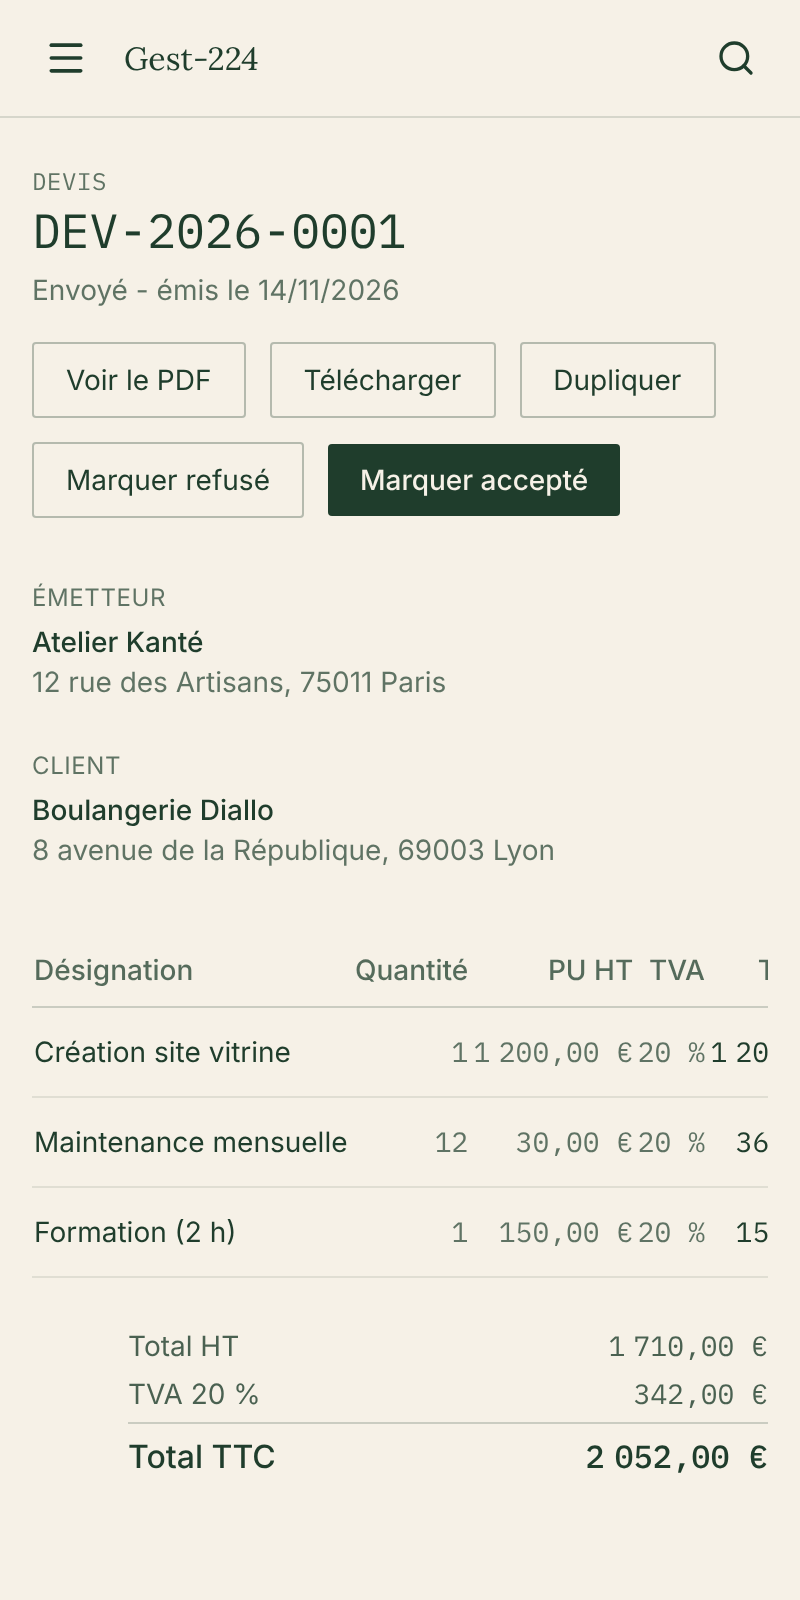 Gest-224
DEVIS
DEV-2026-0001
Envoyé - émis le 14/11/2026
Voir le PDF Télécharger Dupliquer
Marquer refusé Marquer accepté
ÉMETTEUR
Atelier Kanté
12 rue des Artisans, 75011 Paris
CLIENT
Boulangerie Diallo
8 avenue de la République, 69003 Lyon
Désignation Quantité PU HT TVA T
Création site vitrine 1 1 200,00 € 20 % 1 20
Maintenance mensuelle 12 30,00 € 20 % 36
Formation (2 h) 1 150,00 € 20 % 15
Total HT 1 710,00 €
TVA 20 % 342,00 €
Total TTC 2 052,00 €